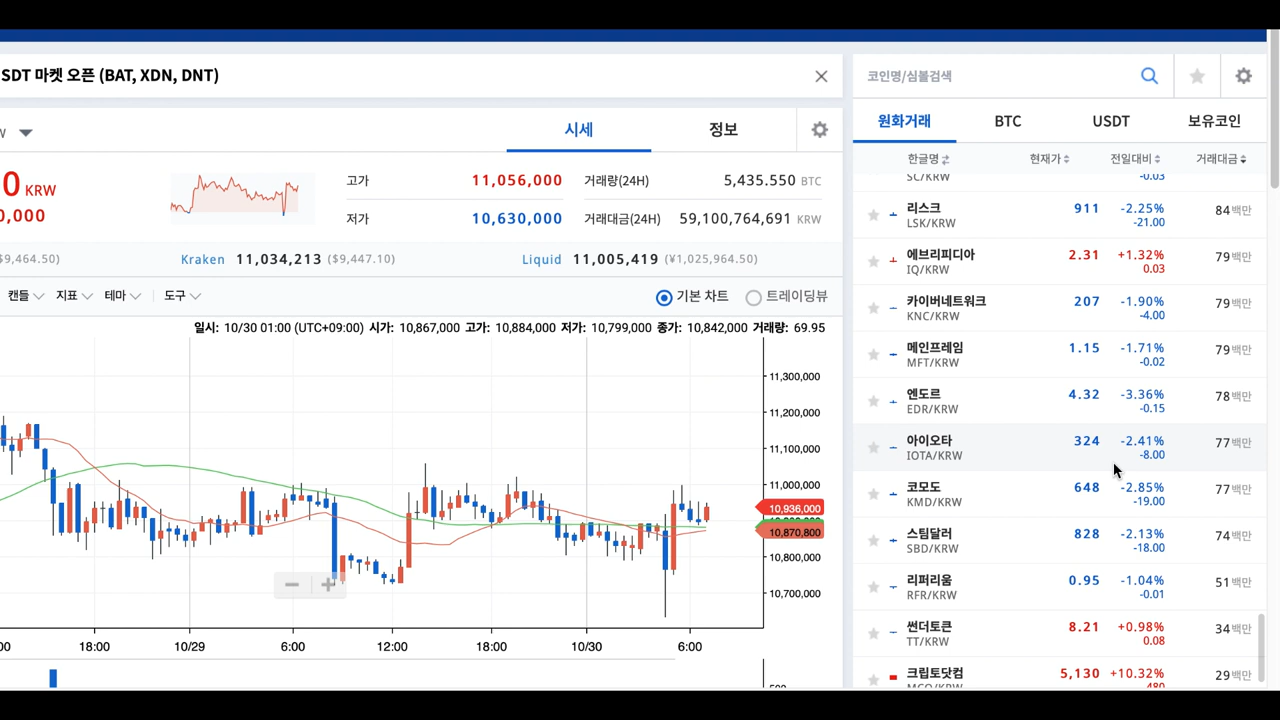 SDT 마켓 오픈 (BAT, XDN, DNT)
시세
정보
0 KRW
0,000
고가 11,056,000 거래량(24H) 5,435.550 BTC
저가 10,630,000 거래대금(24H) 59,100,764,691 KRW
$9,464.50) Kraken 11,034,213 ($9,447.10) Liquid 11,005,419 (¥1,025,964.50)
캔들 지표 테마 도구 기본 차트 트레이딩뷰
일시: 10/30 01:00 (UTC+09:00) 시가: 10,867,000 고가: 10,884,000 저가: 10,799,000 종가: 10,842,000 거래량: 69.95
11,300,000
11,200,000
11,100,000
11,000,000
10,936,000
10,870,800
10,800,000
10,700,000
18:00 10/29 6:00 12:00 18:00 10/30 6:00
코인명/심볼검색
원화거래 BTC USDT 보유코인
한글명 현재가 전일대비 거래대금
SC/KRW -0.03
리스크 911 -2.25% 84백만
LSK/KRW -21.00
에브리피디아 2.31 +1.32% 79백만
IQ/KRW 0.03
카이버네트워크 207 -1.90% 79백만
KNC/KRW -4.00
메인프레임 1.15 -1.71% 79백만
MFT/KRW -0.02
엔도르 4.32 -3.36% 78백만
EDR/KRW -0.15
아이오타 324 -2.41% 77백만
IOTA/KRW -8.00
코모도 648 -2.85% 77백만
KMD/KRW -19.00
스팀달러 828 -2.13% 74백만
SBD/KRW -18.00
리퍼리움 0.95 -1.04% 51백만
RFR/KRW -0.01
썬더토큰 8.21 +0.98% 34백만
TT/KRW 0.08
크립토닷컴 5,130 +10.32% 29백만
MCO/KRW 480